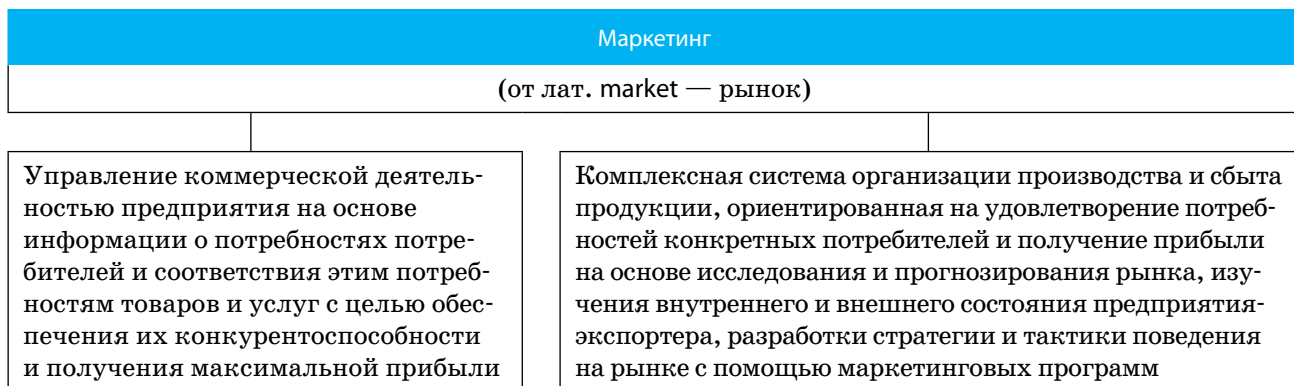 Маркетинг
(от лат. market — рынок)
Управление коммерческой деятель-
ностью предприятия на основе
информации о потребностях потре-
бителей и соответствия этим потреб-
ностям товаров и услуг с целью обес-
печения их конкурентоспособности
и получения максимальной прибыли
Комплексная система организации производства и сбыта
продукции, ориентированная на удовлетворение потреб-
ностей конкретных потребителей и получение прибыли
на основе исследования и прогнозирования рынка, изу-
чения внутреннего и внешнего состояния предприятия-
экспортера, разработки стратегии и тактики поведения
на рынке с помощью маркетинговых программ